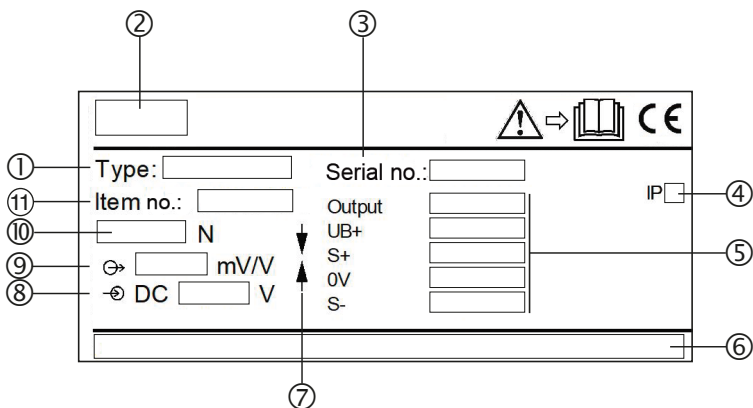 ② ③
CE
① Type: Serial no.:
⑪ Item no.: IP ④
Output
⑩ N UB+
⑤
S+
⑨ mV/V
0V
⑧ DC V
S-
⑥
⑦